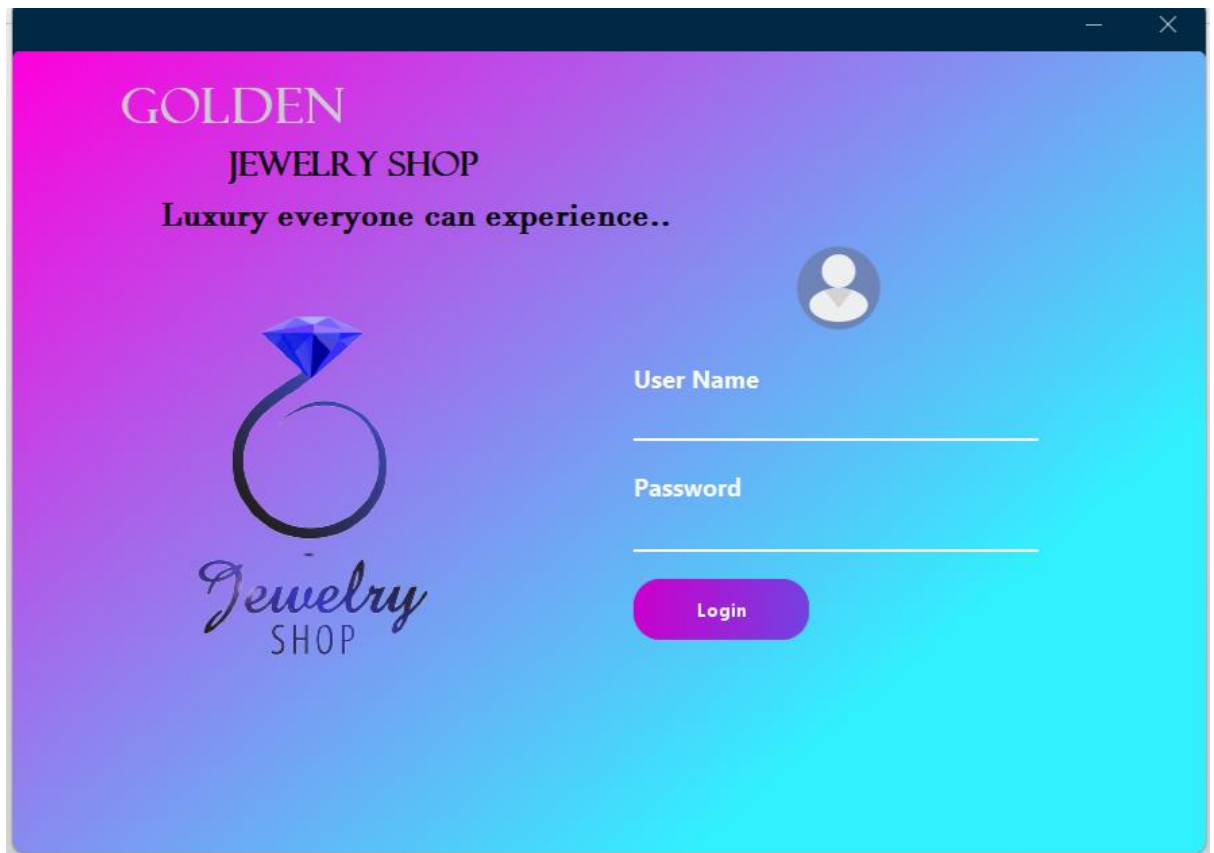 GOLDEN
JEWELRY SHOP
Luxury everyone can experience..
User Name
Password
Login
Jewelry
SHOP